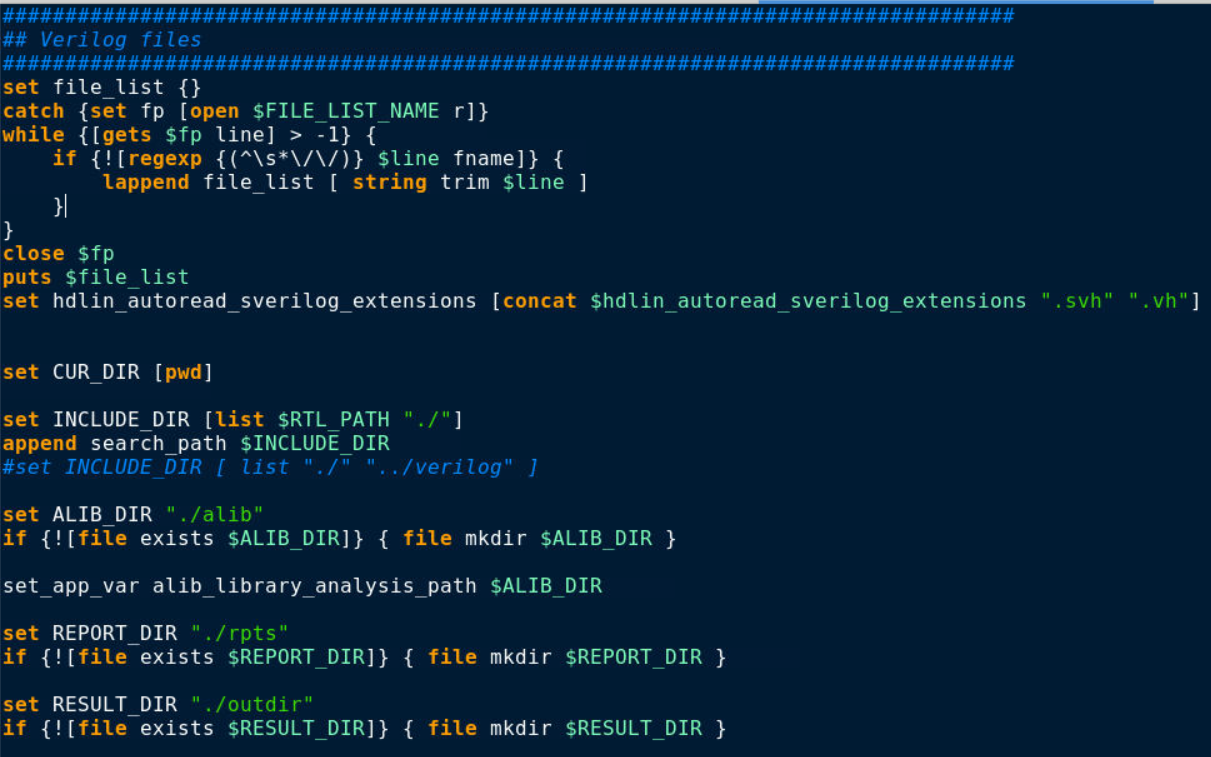 #################################################################################
## Verilog files
#################################################################################
set file_list {}
catch {set fp [open $FILE_LIST_NAME r]}
while {[gets $fp line] > -1} {
    if {![regexp {(^\s*\/\/)} $line fname]} {
        lappend file_list [ string trim $line ]
    }
}
close $fp
puts $file_list
set hdlin_autoread_sverilog_extensions [concat $hdlin_autoread_sverilog_extensions ".svh" ".vh"]
set CUR_DIR [pwd]
set INCLUDE_DIR [list $RTL_PATH "./"]
append search_path $INCLUDE_DIR
#set INCLUDE_DIR [ list "./" "../verilog" ]
set ALIB_DIR "./alib"
if {![file exists $ALIB_DIR]} { file mkdir $ALIB_DIR }
set_app_var alib_library_analysis_path $ALIB_DIR
set REPORT_DIR "./rpts"
if {![file exists $REPORT_DIR]} { file mkdir $REPORT_DIR }
set RESULT_DIR "./outdir"
if {![file exists $RESULT_DIR]} { file mkdir $RESULT_DIR }